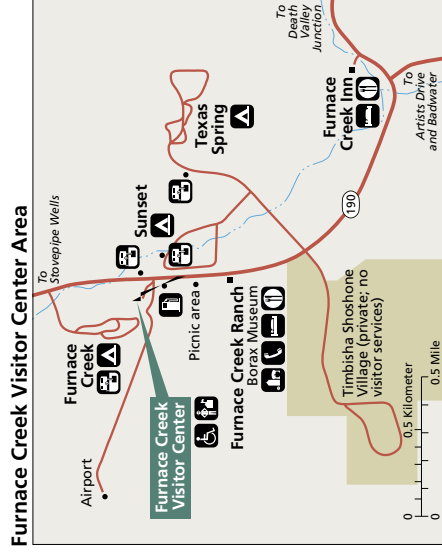 Furnace Creek Visitor Center Area
To
Stovepipe Wells
Airport
Furnace
Creek
Furnace Creek
Visitor Center
Sunset
Texas
Spring
Picnic area
Furnace Creek Ranch
Borax Museum
190
To
Death
Valley
Junction
Furnace
Creek Inn
To
Artists Drive
and Badwater
Timbisha Shoshone
Village (private; no
visitor services)
0
0.5 Kilometer
0
0.5 Mile